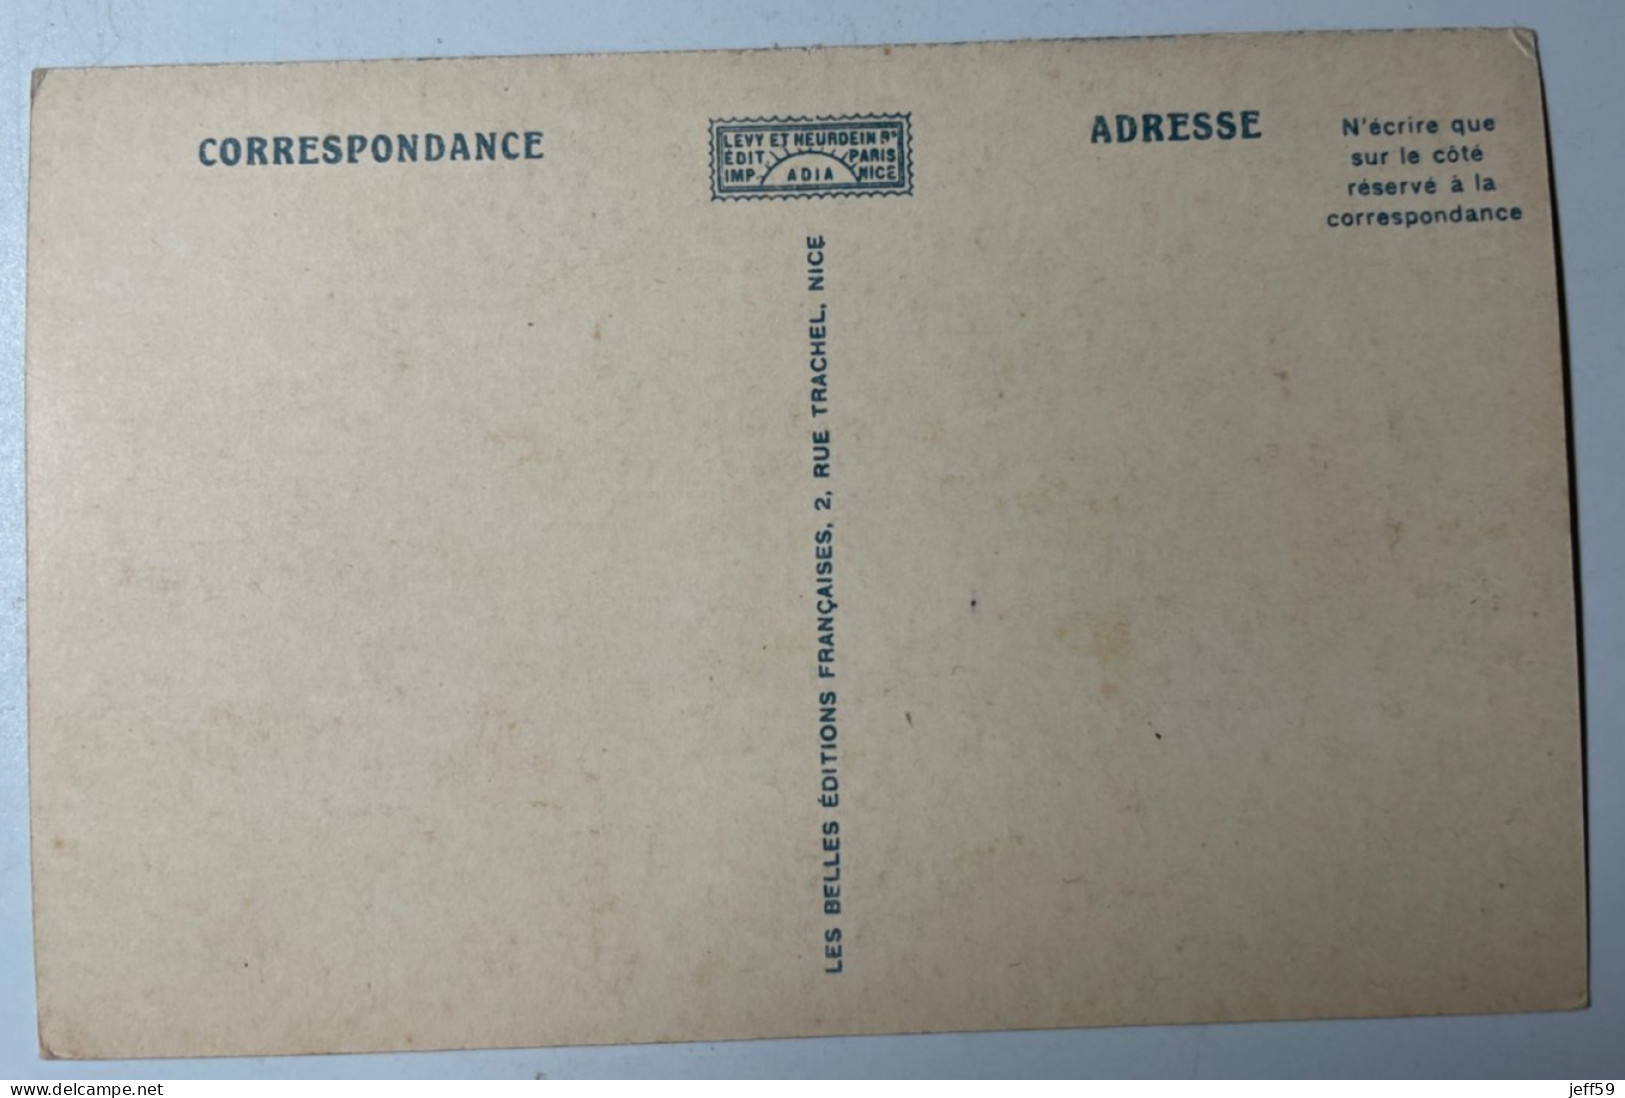 CORRESPONDANCE
LEVY ET NEURDEIN Rs
EDIT. PARIS
IMP. ADIA NICE
ADRESSE
N'écrire que
sur le côté
réservé à la
correspondance
LES BELLES ÉDITIONS FRANÇAISES, 2, RUE TRACHEL, NICE
www.delcampe.net
jeff59